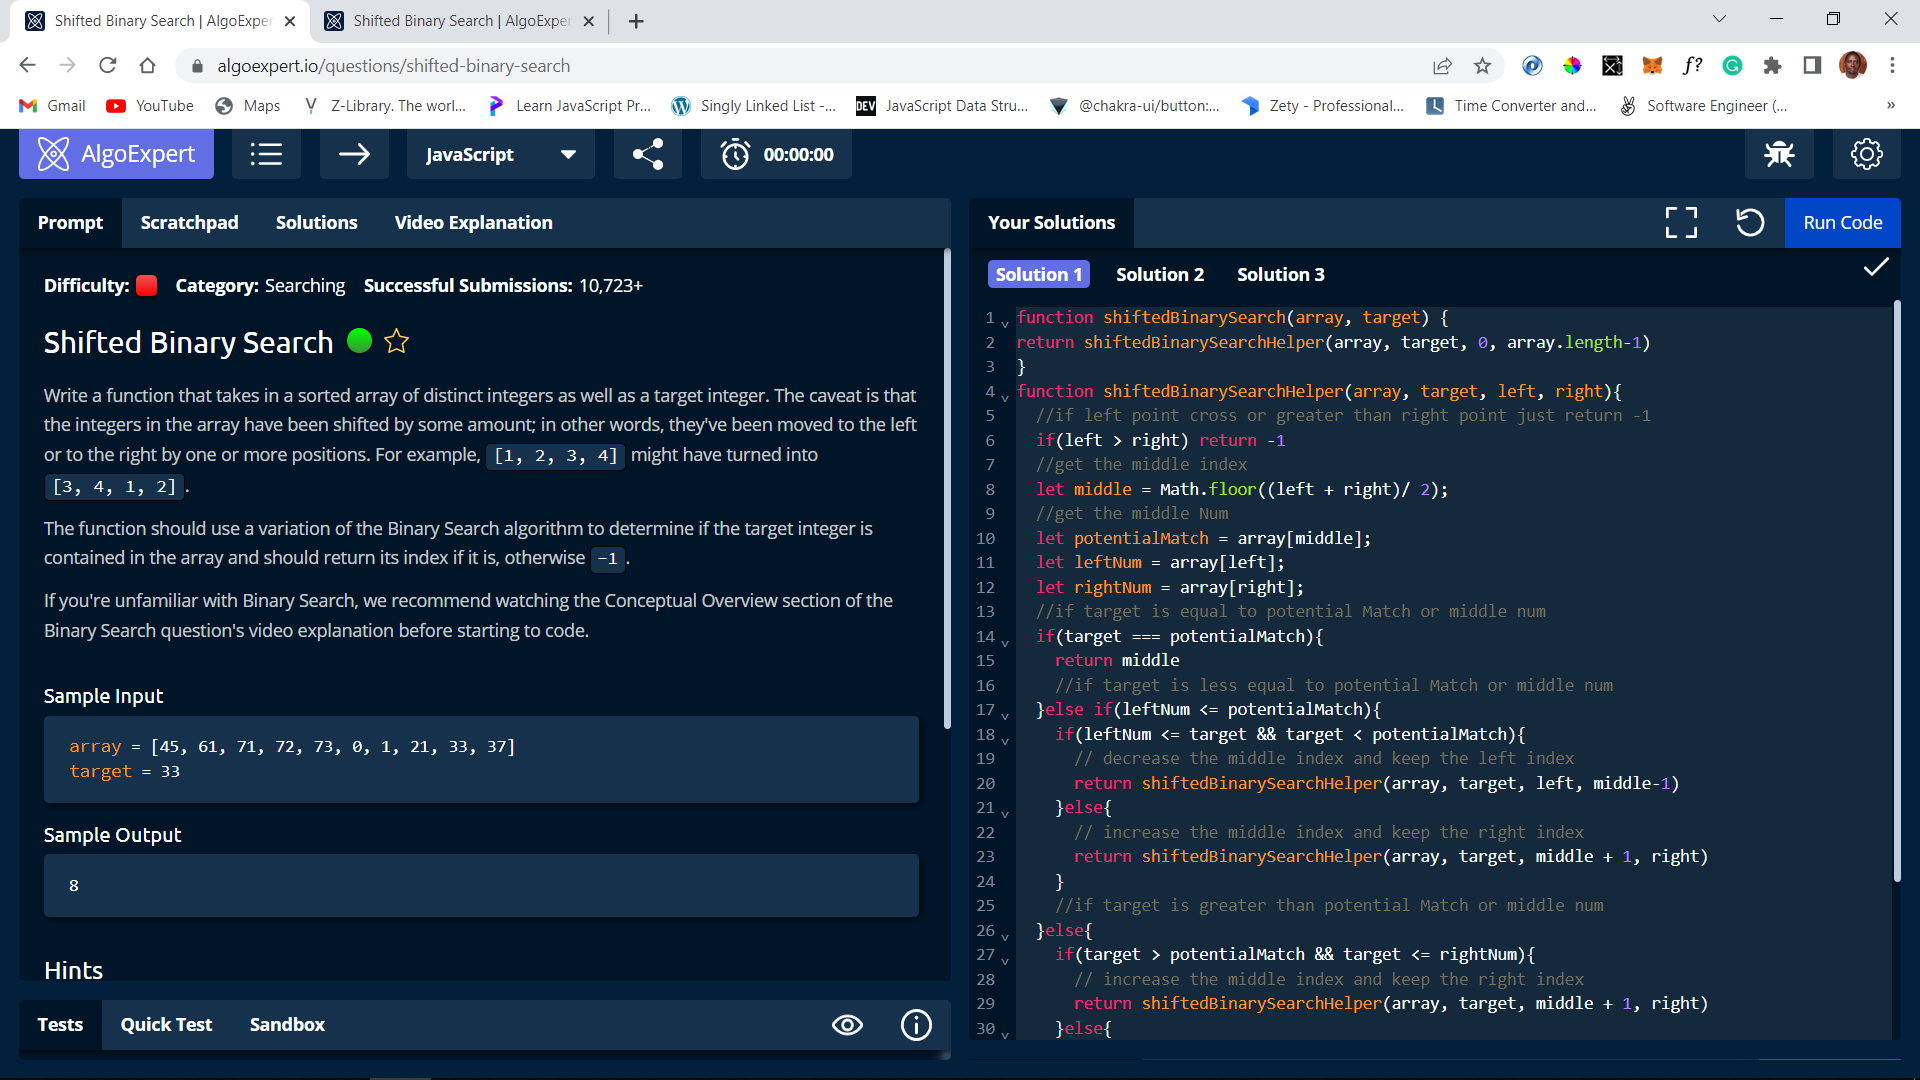 Shifted Binary Search | AlgoExper
Shifted Binary Search | AlgoExpe
algoexpert.io/questions/shifted-binary-search
f?
Gmail
YouTube
Maps
Z-Library. The worl...
Learn JavaScript Pr...
Singly Linked List -...
DEV JavaScript Data Stru...
@chakra-ui/button:...
Zety - Professional...
Time Converter and...
Software Engineer (...
»
AlgoExpert
JavaScript
00:00:00
Prompt
Scratchpad
Solutions
Video Explanation
Difficulty:
Category: Searching
Successful Submissions: 10,723+
Shifted Binary Search
Write a function that takes in a sorted array of distinct integers as well as a target integer. The caveat is that
the integers in the array have been shifted by some amount; in other words, they've been moved to the left
or to the right by one or more positions. For example, [1, 2, 3, 4] might have turned into
[3, 4, 1, 2].
The function should use a variation of the Binary Search algorithm to determine if the target integer is
contained in the array and should return its index if it is, otherwise -1.
If you're unfamiliar with Binary Search, we recommend watching the Conceptual Overview section of the
Binary Search question's video explanation before starting to code.
Sample Input
array = [45, 61, 71, 72, 73, 0, 1, 21, 33, 37]
target = 33
Sample Output
8
Hints
Tests
Quick Test
Sandbox
Your Solutions
Run Code
Solution 1
Solution 2
Solution 3
1 function shiftedBinarySearch(array, target) {
2 return shiftedBinarySearchHelper(array, target, 0, array.length-1)
3 }
4 function shiftedBinarySearchHelper(array, target, left, right){
5 //if left point cross or greater than right point just return -1
6 if(left > right) return -1
7 //get the middle index
8 let middle = Math.floor((left + right)/ 2);
9 //get the middle Num
10 let potentialMatch = array[middle];
11 let leftNum = array[left];
12 let rightNum = array[right];
13 //if target is equal to potential Match or middle num
14 if(target === potentialMatch){
15 return middle
16 //if target is less equal to potential Match or middle num
17 }else if(leftNum <= potentialMatch){
18 if(leftNum <= target && target < potentialMatch){
19 // decrease the middle index and keep the left index
20 return shiftedBinarySearchHelper(array, target, left, middle-1)
21 }else{
22 // increase the middle index and keep the right index
23 return shiftedBinarySearchHelper(array, target, middle + 1, right)
24 }
25 //if target is greater than potential Match or middle num
26 }else{
27 if(target > potentialMatch && target <= rightNum){
28 // increase the middle index and keep the right index
29 return shiftedBinarySearchHelper(array, target, middle + 1, right)
30 }else{